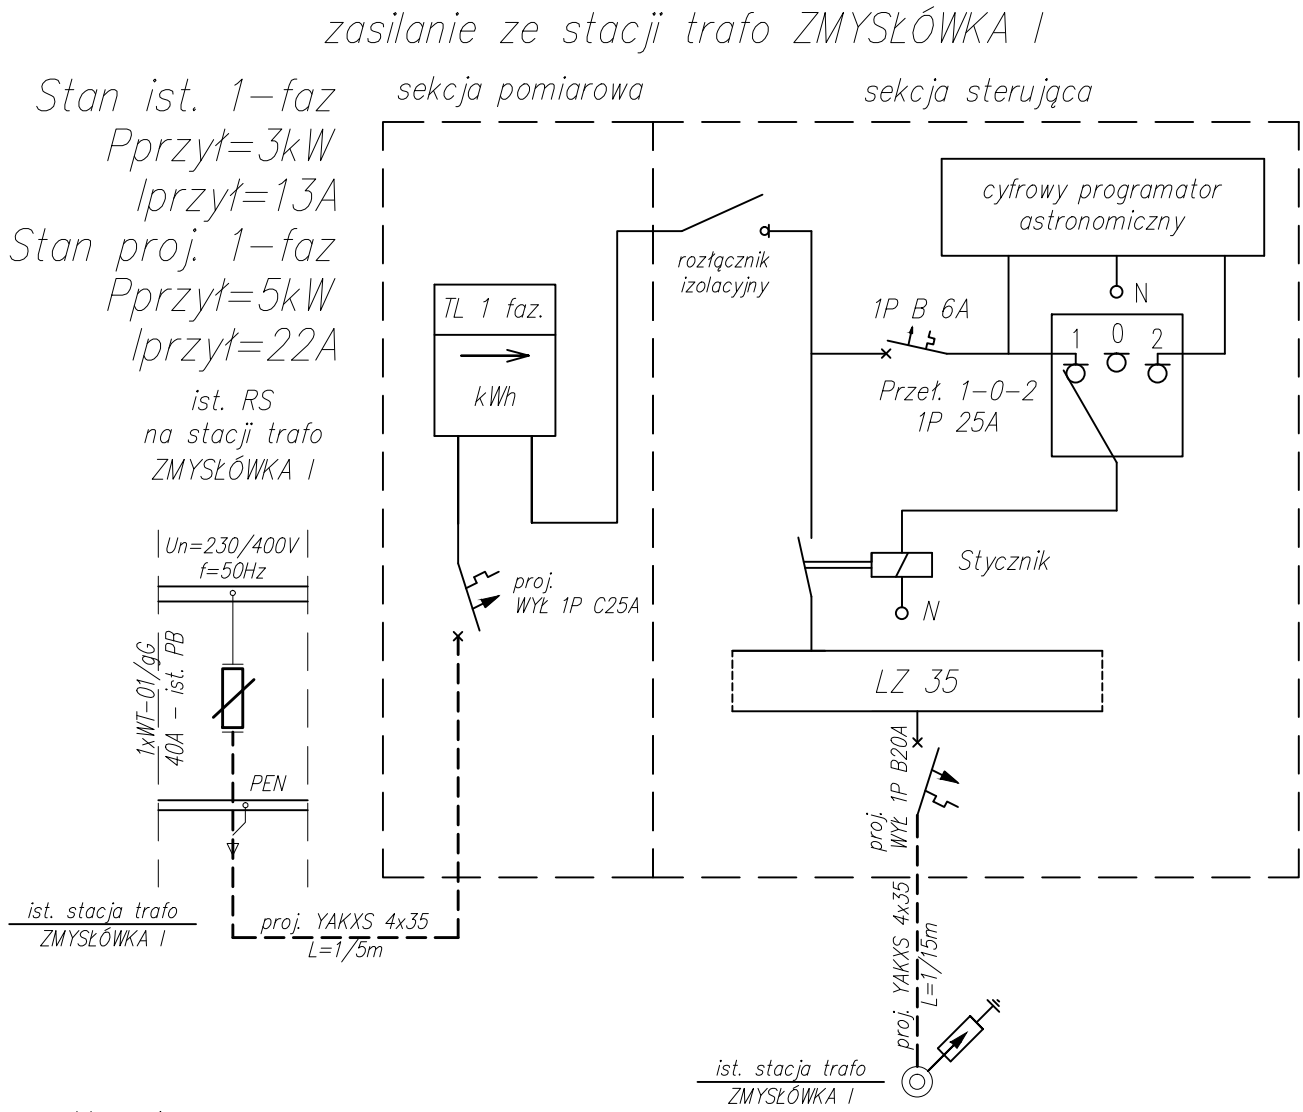 zasilanie ze stacji trafo ZMYSŁÓWKA I
Stan ist. 1-faz
Pprzył=3kW
Iprzył=13A
Stan proj. 1-faz
Pprzył=5kW
Iprzył=22A
ist. RS
na stacji trafo
ZMYSŁÓWKA I
Un=230/400V
f=50Hz
1xWT-01/gG
40A - ist. PB
PEN
ist. stacja trafo
ZMYSŁÓWKA I
proj. YAKXS 4x35
L=1/5m
sekcja pomiarowa
TL 1 faz.
kWh
proj.
WYŁ 1P C25A
sekcja sterująca
rozłącznik
izolacyjny
cyfrowy programator
astronomiczny
N
1P B 6A
1 0 2
Przeł. 1-0-2
1P 25A
Stycznik
N
LZ 35
proj.
WYŁ 1P B20A
proj. YAKXS 4x35
L=1/15m
ist. stacja trafo
ZMYSŁÓWKA I